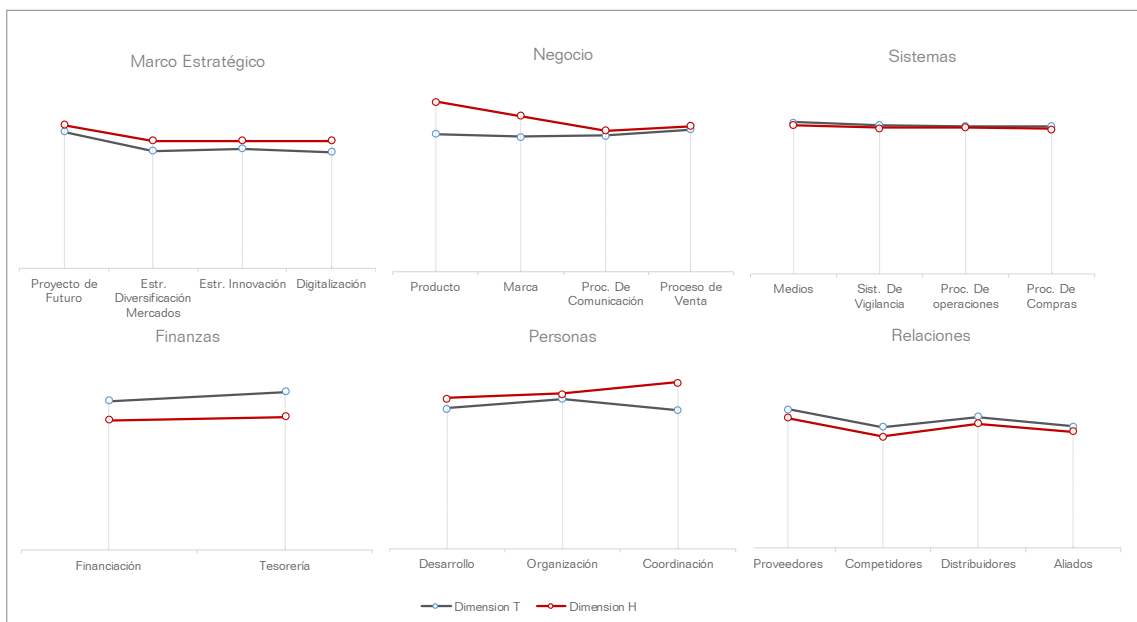 Marco Estratégico
Proyecto de
Futuro
Estr.
Diversificación
Mercados
Estr. Innovación
Digitalización
Negocio
Producto
Marca
Proc. De
Comunicación
Proceso de
Venta
Sistemas
Medios
Sist. De
Vigilancia
Proc. De
operaciones
Proc. De
Compras
Finanzas
Financiación
Tesorería
Personas
Desarrollo
Organización
Coordinación
Relaciones
Proveedores
Competidores
Distribuidores
Aliados
Dimension T
Dimension H